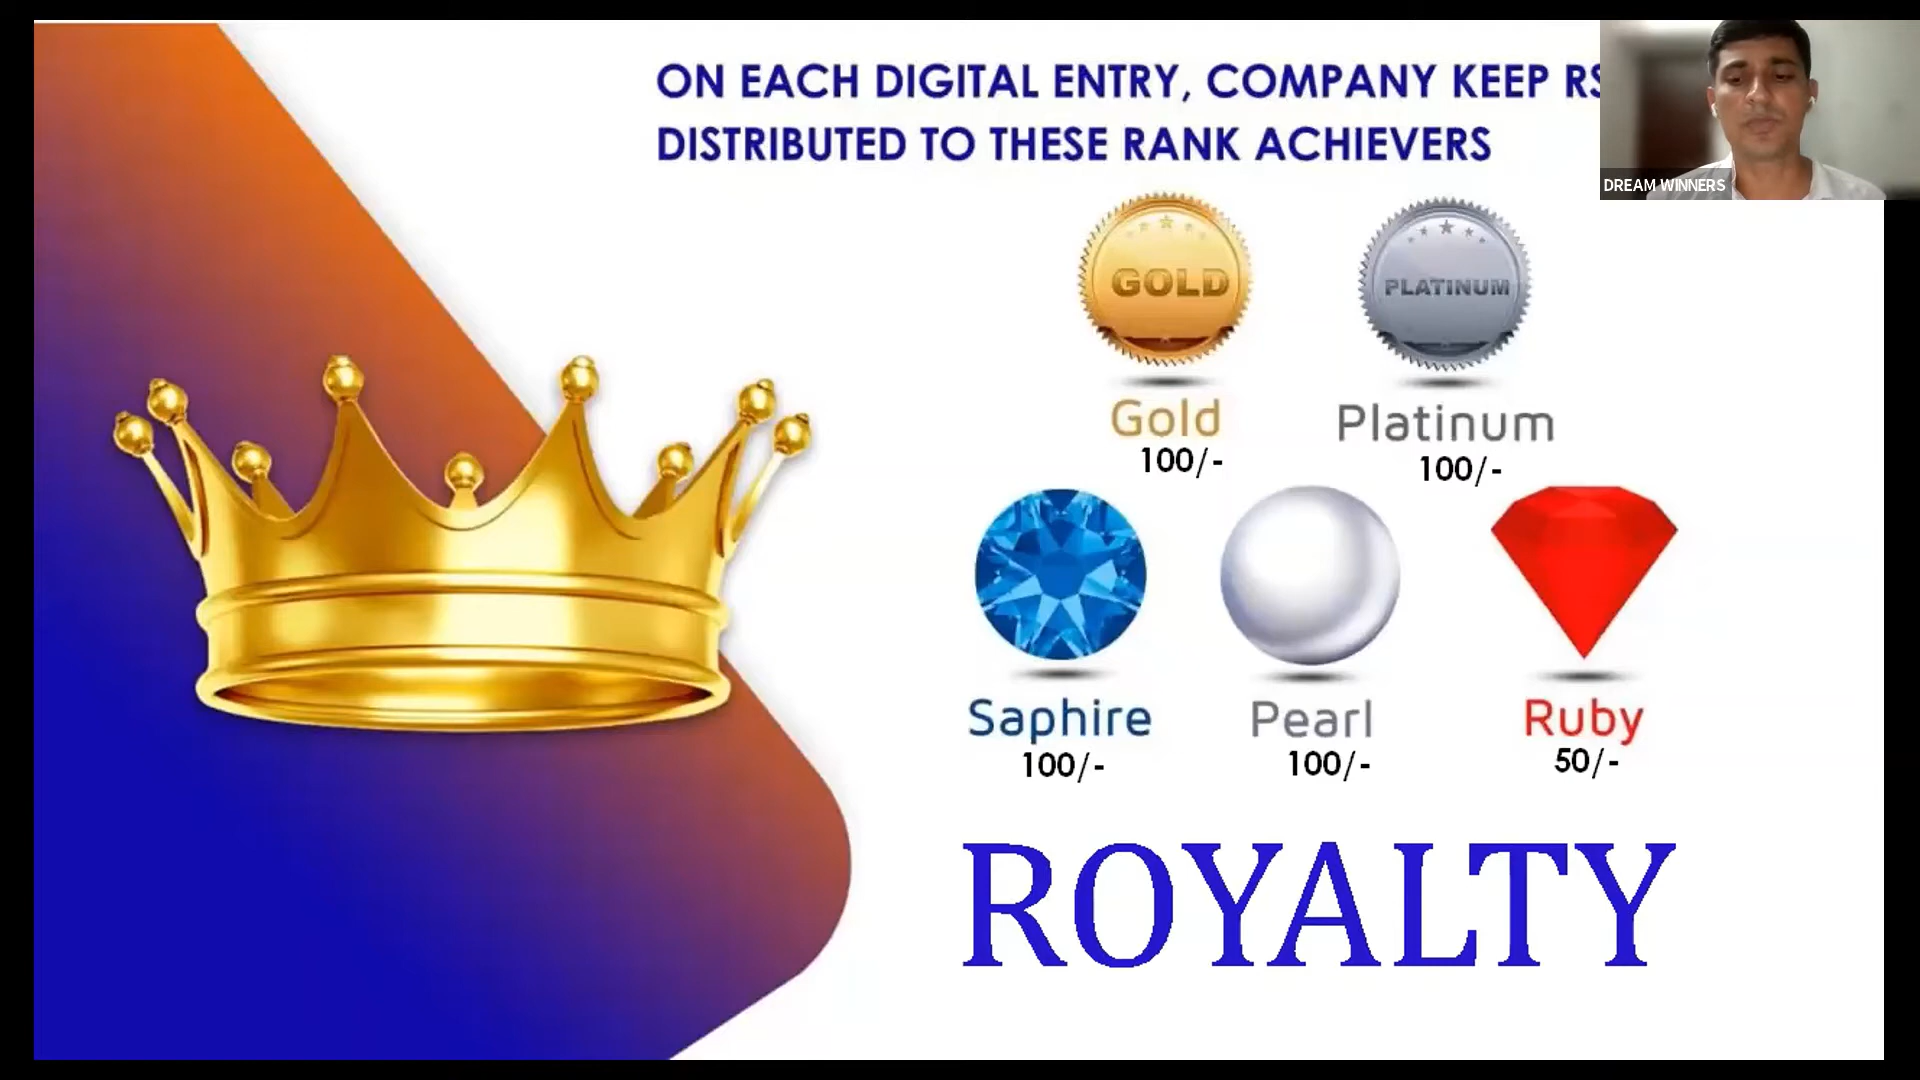 ON EACH DIGITAL ENTRY, COMPANY KEEP
DISTRIBUTED TO THESE RANK ACHIEVERS
DREAM WINNERS
GOLD
PLATINUM
Gold
Platinum
100/-
100/-
Saphire
Pearl
Ruby
100/-
100/-
50/-
ROYALTY